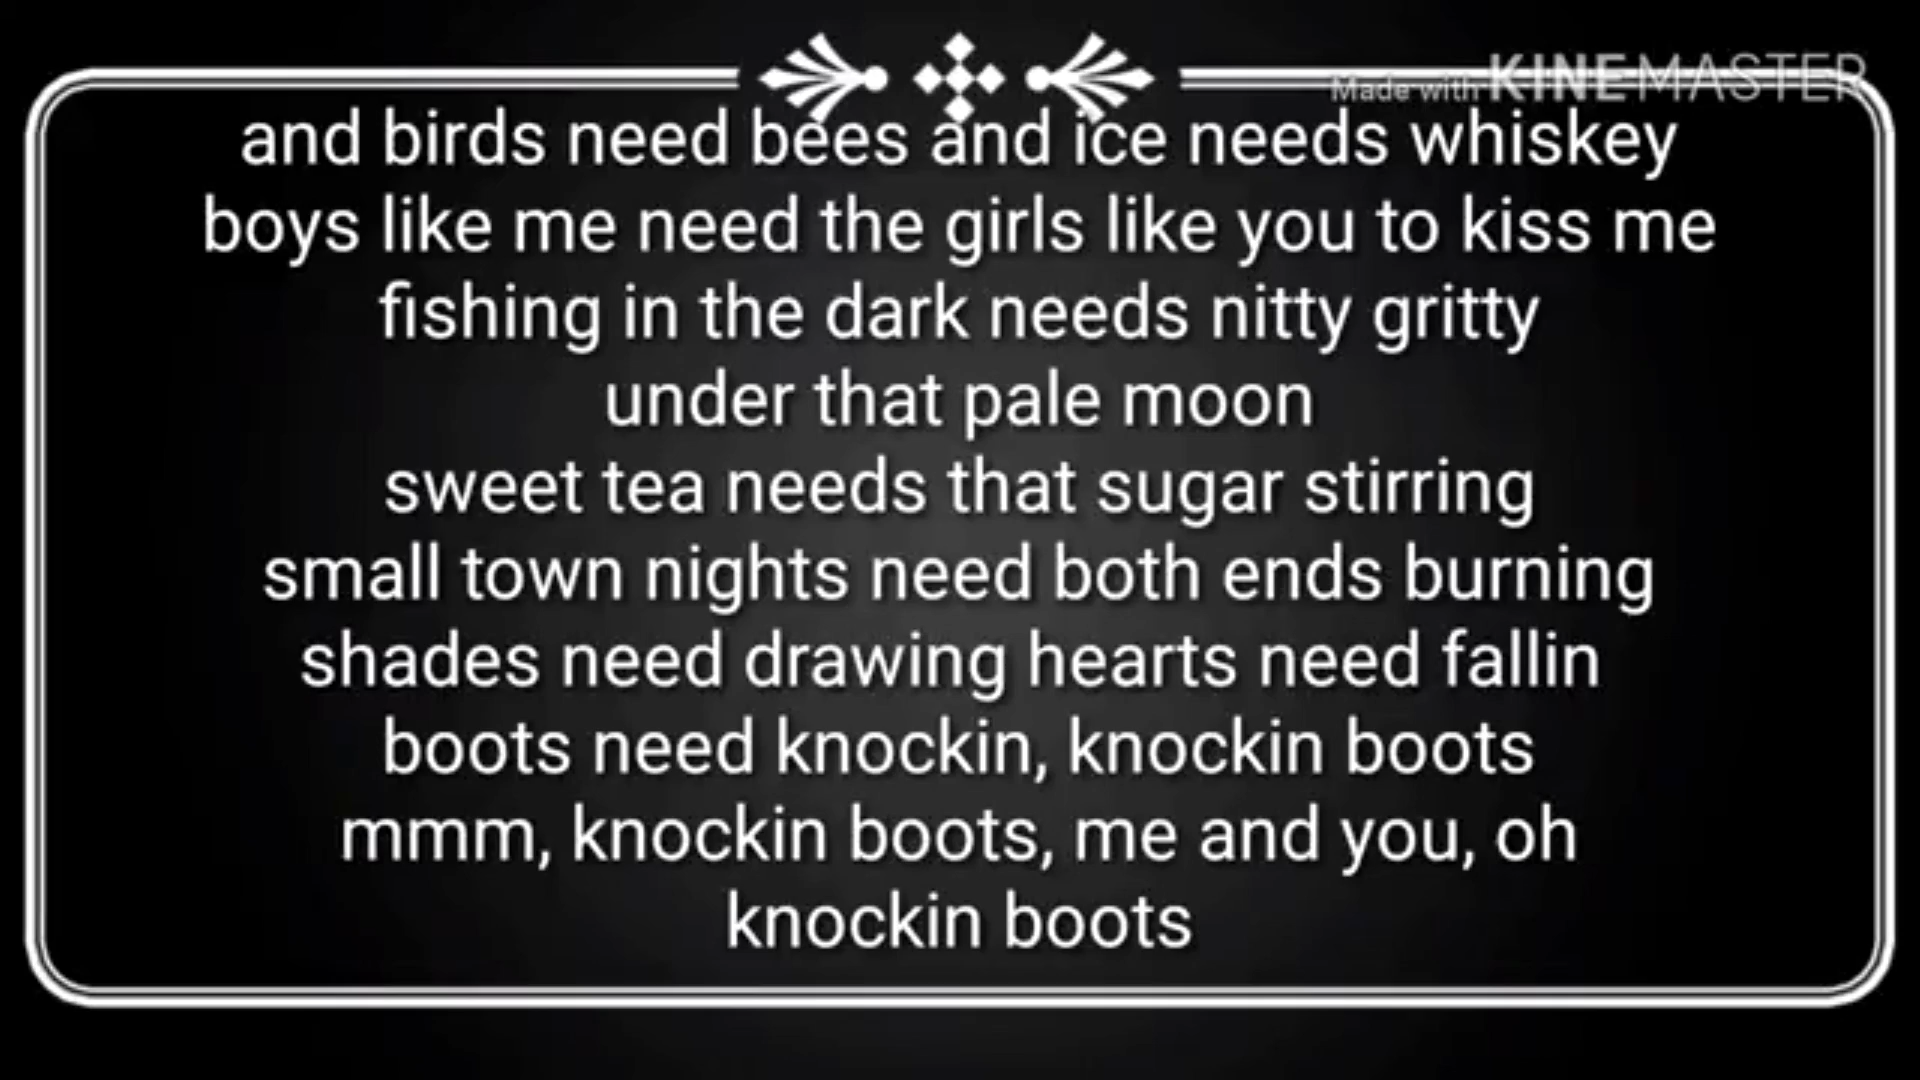 Made with KINEMASTER
and birds need bees and ice needs whiskey
boys like me need the girls like you to kiss me
fishing in the dark needs nitty gritty
under that pale moon
sweet tea needs that sugar stirring
small town nights need both ends burning
shades need drawing hearts need fallin
boots need knockin, knockin boots
mmm, knockin boots, me and you, oh
knockin boots